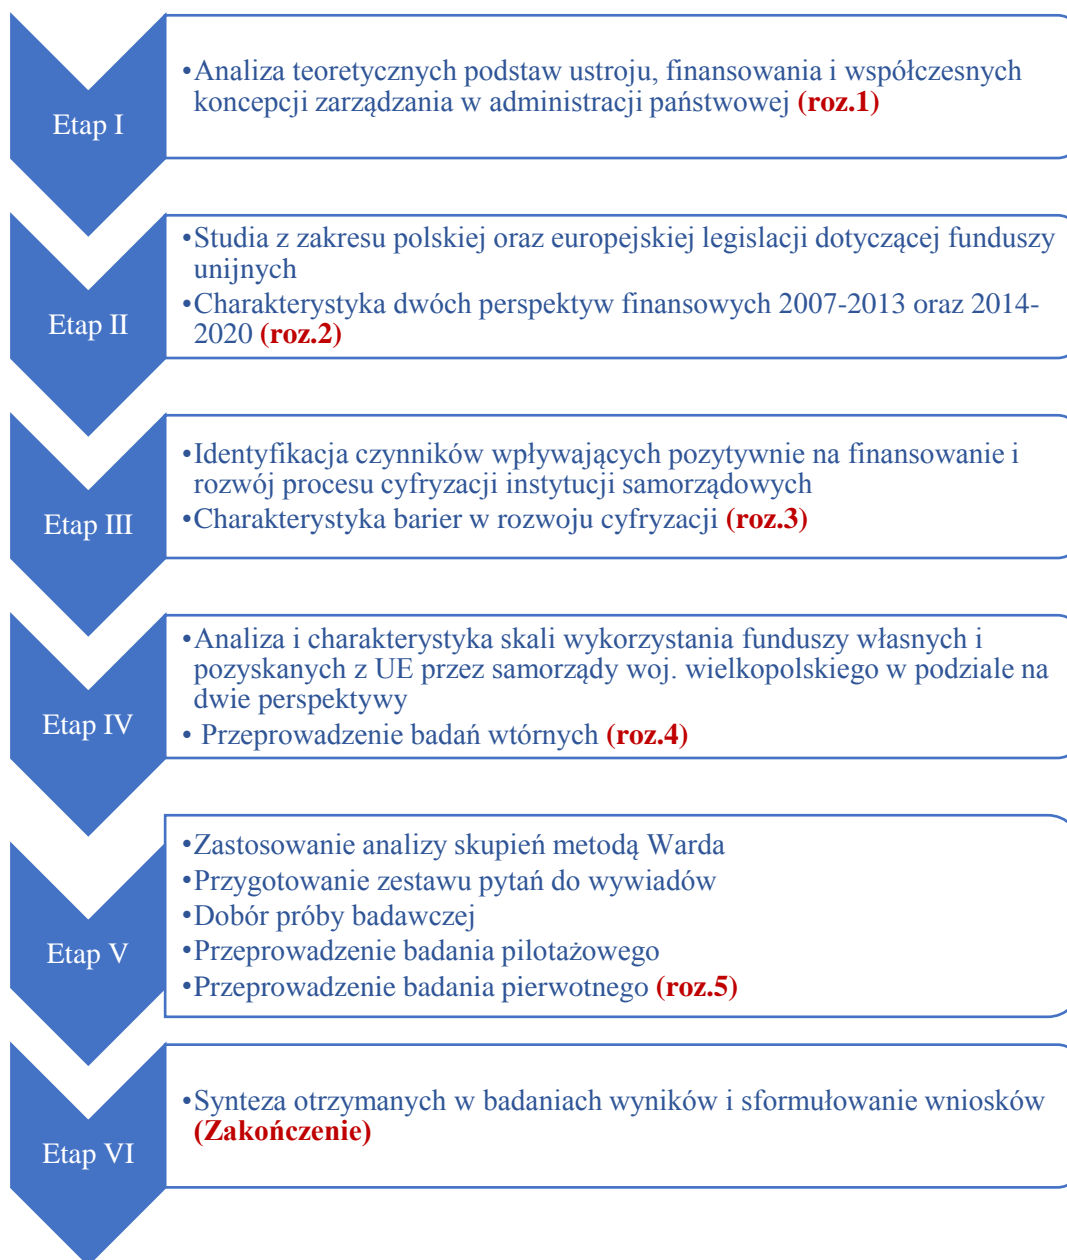 Etap I
•Analiza teoretycznych podstaw ustroju, finansowania i współczesnych
koncepcji zarządzania w administracji państwowej (roz.1)
Etap II
•Studia z zakresu polskiej oraz europejskiej legislacji dotyczącej funduszy
unijnych
•Charakterystyka dwóch perspektyw finansowych 2007-2013 oraz 2014-
2020 (roz.2)
Etap III
•Identyfikacja czynników wpływających pozytywnie na finansowanie i
rozwój procesu cyfryzacji instytucji samorządowych
•Charakterystyka barier w rozwoju cyfryzacji (roz.3)
Etap IV
•Analiza i charakterystyka skali wykorzystania funduszy własnych i
pozyskanych z UE przez samorządy woj. wielkopolskiego w podziale na
dwie perspektywy
• Przeprowadzenie badań wtórnych (roz.4)
Etap V
•Zastosowanie analizy skupień metodą Warda
•Przygotowanie zestawu pytań do wywiadów
•Dobór próby badawczej
•Przeprowadzenie badania pilotażowego
•Przeprowadzenie badania pierwotnego (roz.5)
Etap VI
•Synteza otrzymanych w badaniach wyników i sformułowanie wniosków
(Zakończenie)